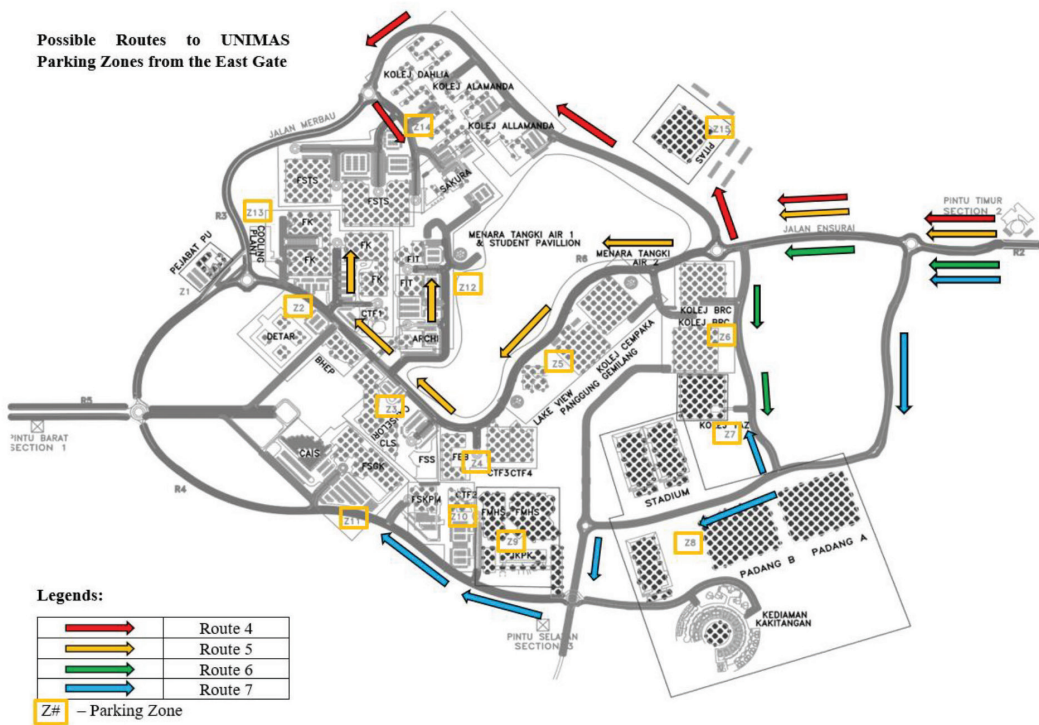 Possible Routes to UNIMAS
Parking Zones from the East Gate
KOLEJ DAHLIA
KOLEJ ALAMANDA
KOLEJ ALLAMANDA
Z14
Z15
PITAS
JALAN MERBAU
FSTS
FSTS
SAKURA
R3
Z13
COOLING
PLANT
FK
FK
FK
FK
FIT
FIT
MENARA TANGKI AIR 1
& STUDENT PAVILLION
MENARA TANGKI
AIR 2
R6
JALAN ENSURAI
PINTU TIMUR
SECTION 2
R2
PEJABAT PU
Z1
Z2
CTF1
ARCHI
Z12
DETAR
BHEP
KOLEJ BRC
KOLEJ BRC
Z6
Z5
KOLEJ CEMPAKA
LAKE VIEW
PANGGUNG GEMILANG
R5
PINTU BARAT
SECTION 1
Z3
CLS
CAIS
FSGK
FSS
FEB
Z4
CTF3
CTF4
Z7
STADIUM
R4
Z11
FSKPM
CTF2
Z10
FMHS
FMHS
Z9
JKPK
Z8
PADANG B
PADANG A
KEDIAMAN
KAKITANGAN
PINTU SELATAN
SECTION 3
Legends:
Route 4
Route 5
Route 6
Route 7
Z# – Parking Zone